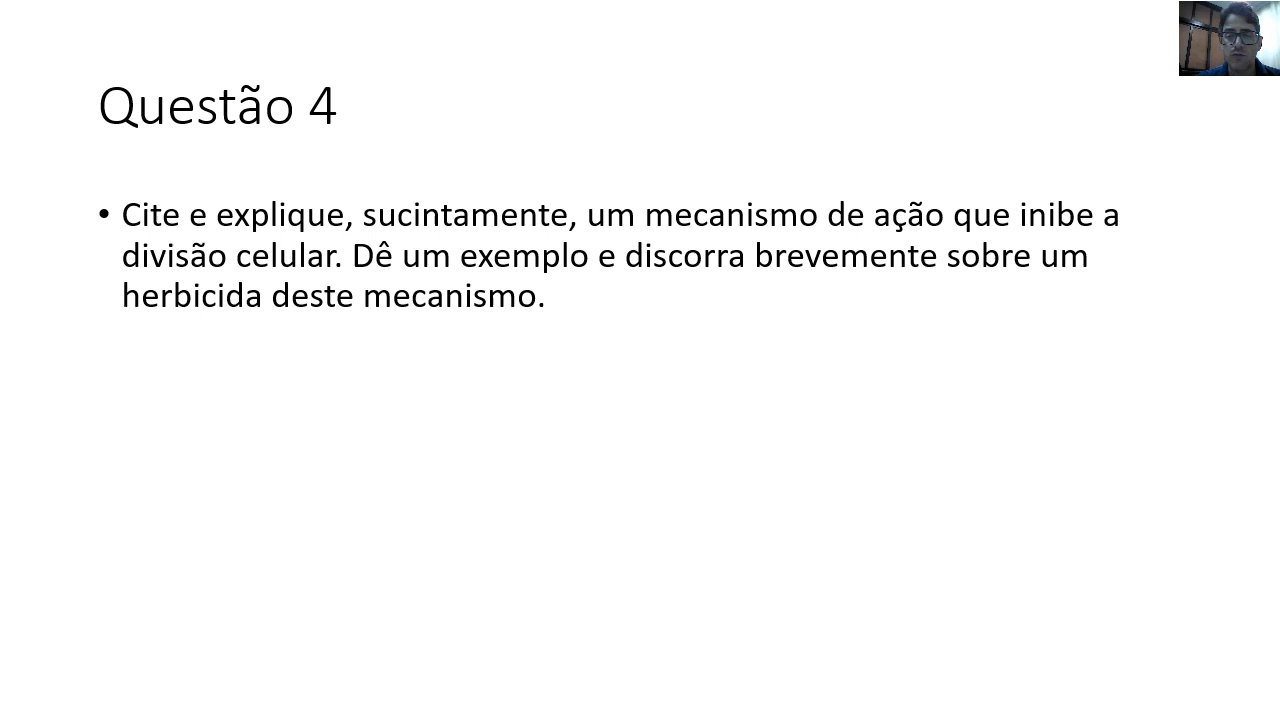 Questão 4
• Cite e explique, sucintamente, um mecanismo de ação que inibe a
divisão celular. Dê um exemplo e discorra brevemente sobre um
herbicida deste mecanismo.